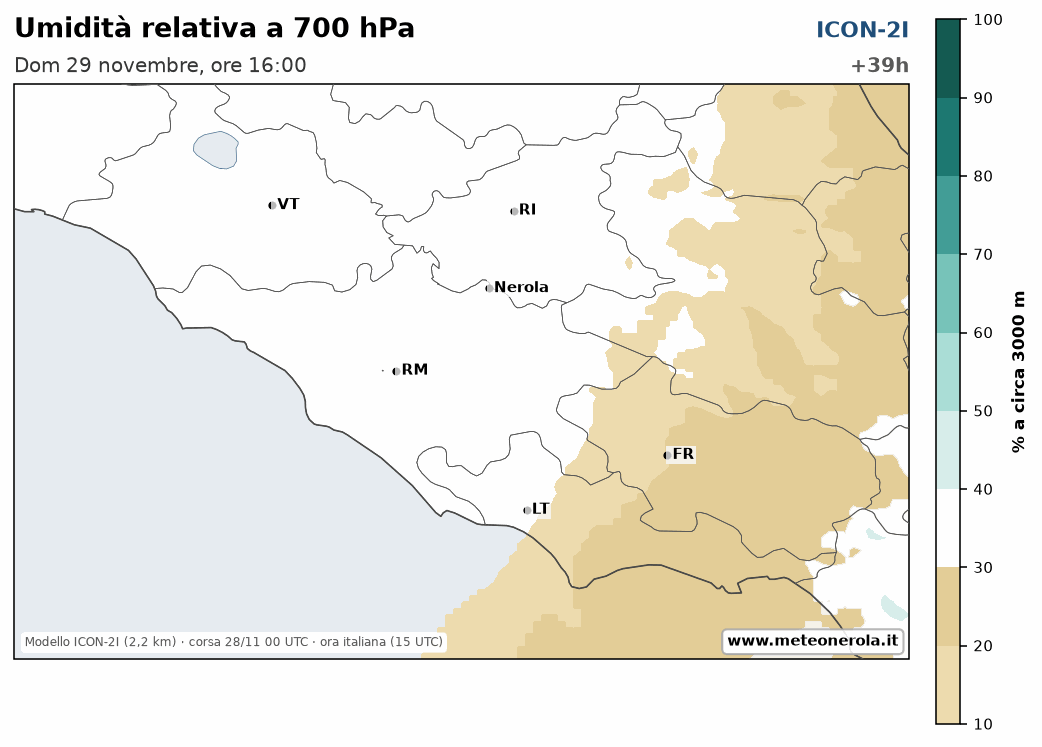 Umidità relativa a 700 hPa
ICON-2I
Dom 29 novembre, ore 16:00
+39h
100
90
80
70
60
50
40
30
20
10
% a circa 3000 m
VT
RI
Nerola
RM
FR
LT
Modello ICON-2I (2,2 km) · corsa 28/11 00 UTC · ora italiana (15 UTC)
www.meteonerola.it